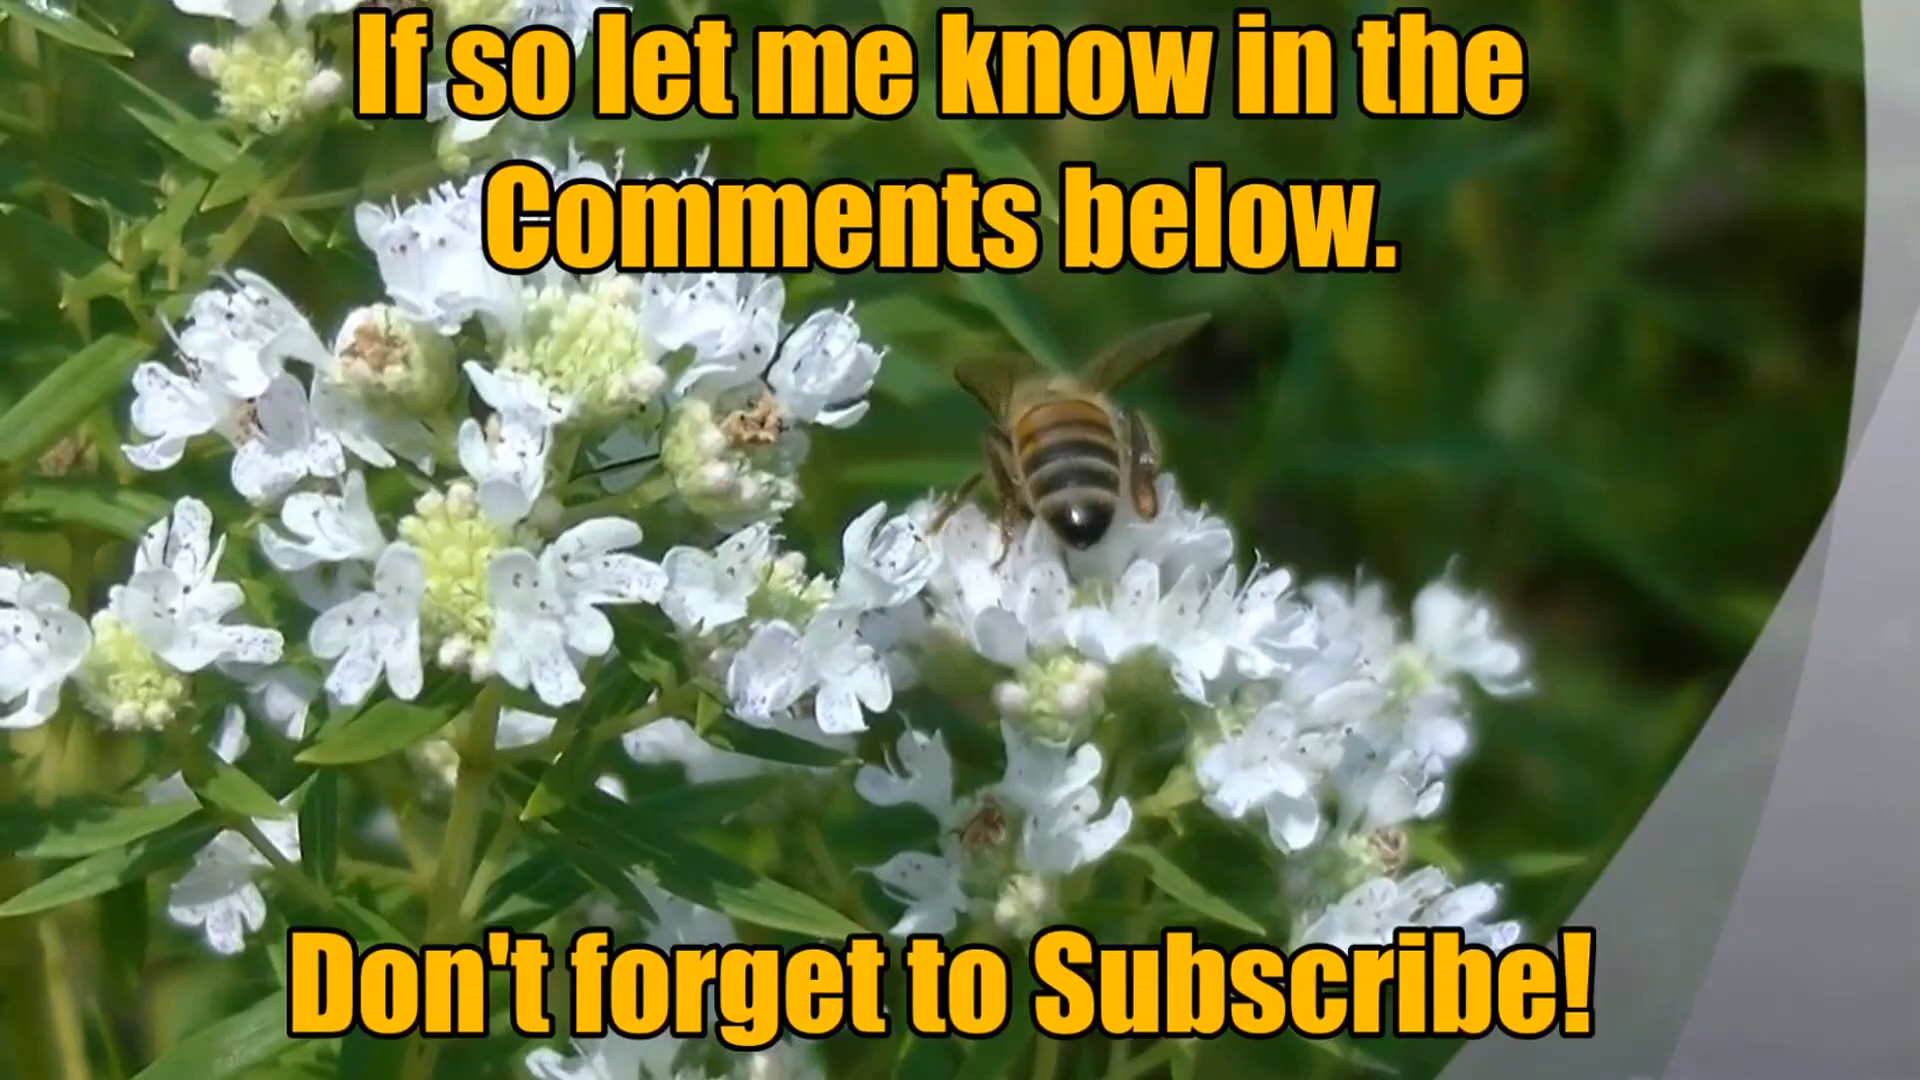 If so let me know in the
Comments below.
Don't forget to Subscribe!